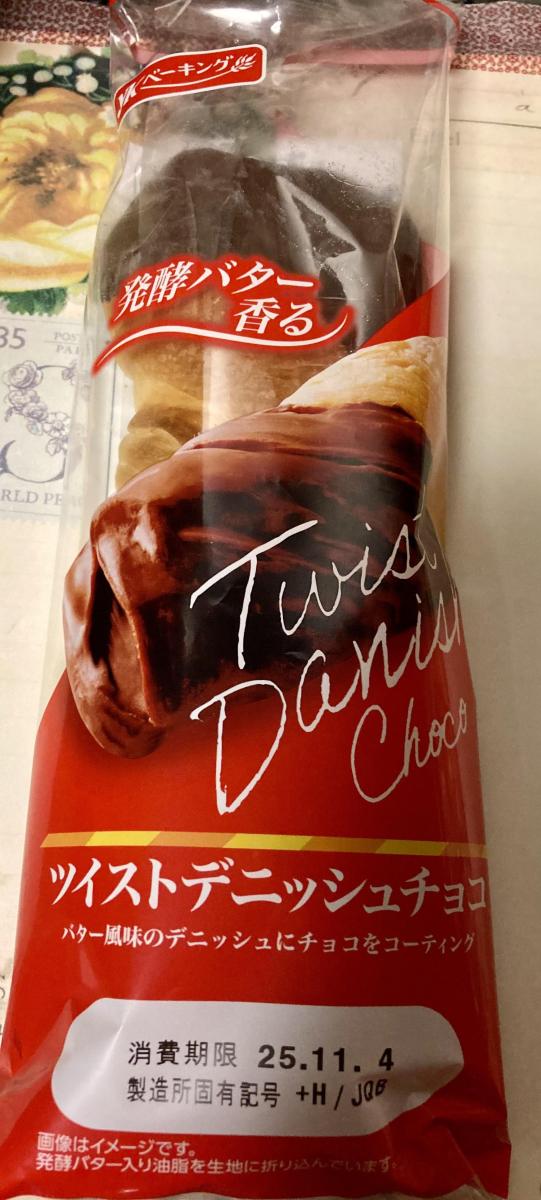 YKベーキング
発酵バター
香る
35
POST
Twist
Danish
Choco
ツイストデニッシュチョコ
バター風味のデニッシュにチョコをコーティング
消費期限 25.11. 4
製造所固有記号 +H / JQB
画像はイメージです。
発酵バター入り油脂を生地に折り込んでいます。